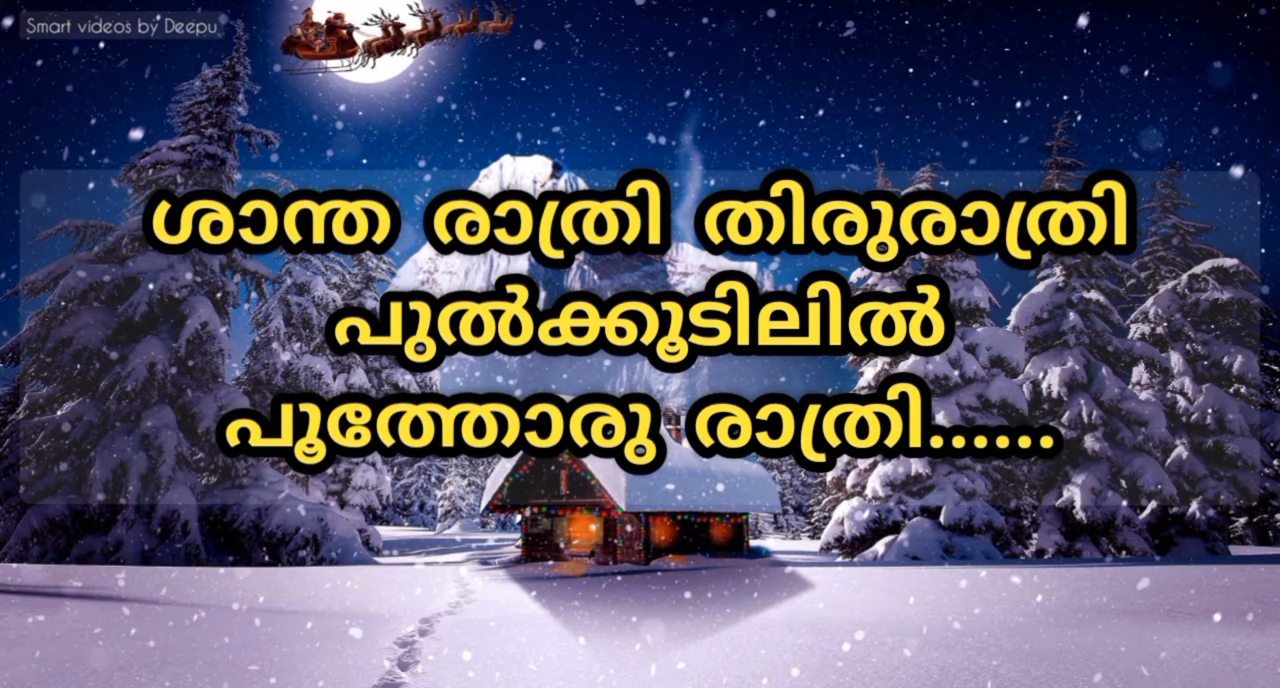 Smart videos by Deepu
ശാന്ത രാത്രി തിരുരാത്രി
പുൽക്കൂടിലിൽ
പൂത്തോരു രാത്രി......